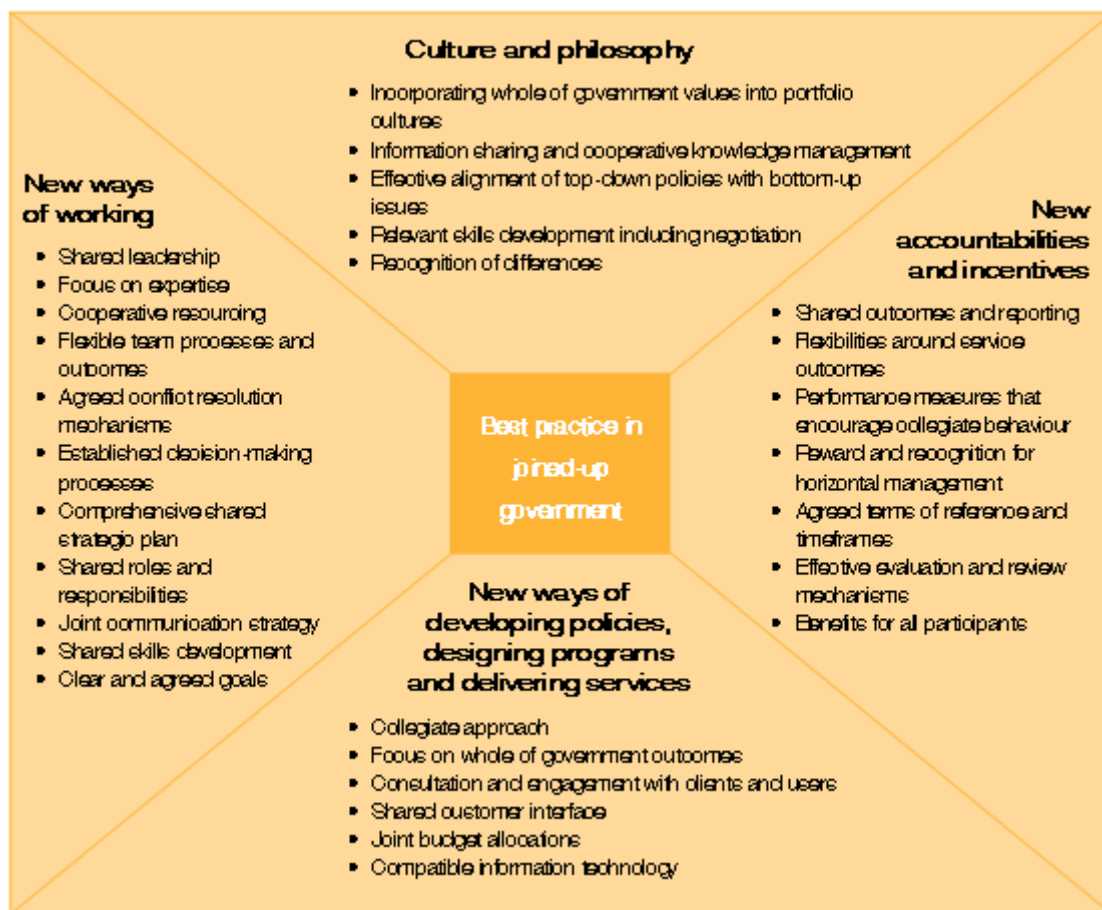 Culture and philosophy
• Incorporating whole of government values into portfolio
cultures
• Information sharing and cooperative knowledge management
• Effective alignment of top-down policies with bottom-up
issues
• Relevant skills development including negotiation
• Recognition of differences
New ways
of working
• Shared leadership
• Focus on expertise
• Cooperative resourcing
• Flexible team processes and
outcomes
• Agreed conflict resolution
mechanisms
• Established decision-making
processes
• Comprehensive shared
strategic plan
• Shared roles and
responsibilities
• Joint communication strategy
• Shared skills development
• Clear and agreed goals
Best practice in
joined-up
government
New
accountabilities
and incentives
• Shared outcomes and reporting
• Flexibilities around service
outcomes
• Performance measures that
encourage collegiate behaviour
• Reward and recognition for
horizontal management
• Agreed terms of reference and
timeframes
• Effective evaluation and review
mechanisms
• Benefits for all participants
New ways of
developing policies,
designing programs
and delivering services
• Collegiate approach
• Focus on whole of government outcomes
• Consultation and engagement with clients and users
• Shared customer interface
• Joint budget allocations
• Compatible information technology